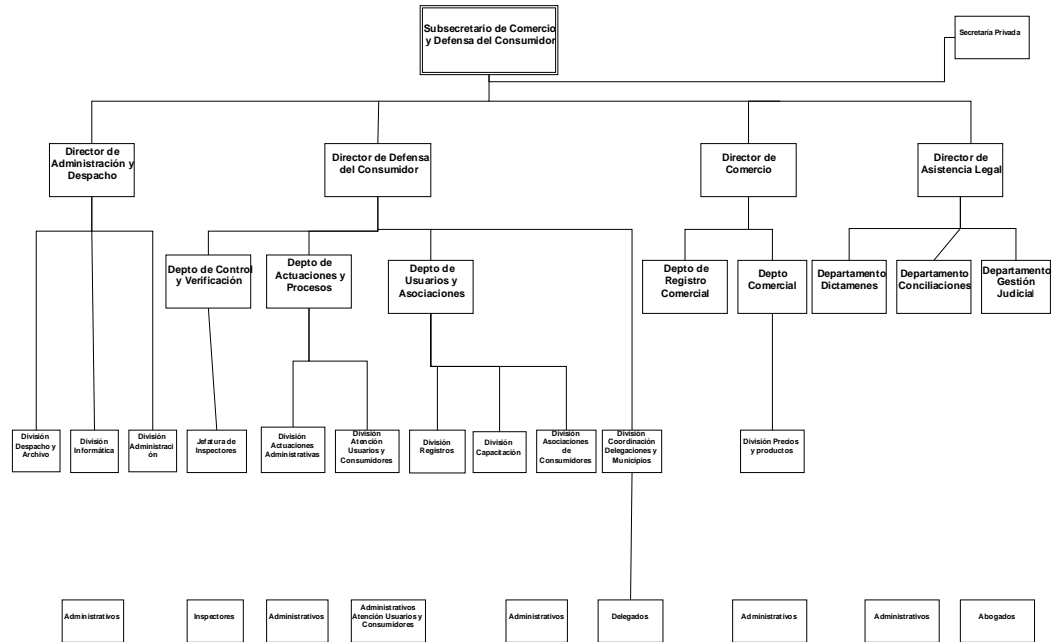 Subsecretario de Comercio
y Defensa del Consumidor
Secretaría Privada
Director de
Administración y
Despacho
Director de Defensa
del Consumidor
Director de
Comercio
Director de
Asistencia Legal
Depto de Control
y Verificación
Depto de
Actuaciones y
Procesos
Depto de
Usuarios y
Asociaciones
Depto de
Registro
Comercial
Depto
Comercial
Departamento
Dictamenes
Departamento
Conciliaciones
Departamento
Gestión
Judicial
División
Despacho y
Archivo
División
Informática
División
Administraci
ón
Jefatura de
Inspectores
División
Actuaciones
Administrativas
División
Atención
Usuarios y
Consumidores
División
Registros
División
Capacitación
División
Asociaciones
de
Consumidores
División
Coordinación
Delegaciones y
Municipios
División Precios
y productos
Administrativos
Inspectores
Administrativos
Administrativos
Atención Usuarios y
Consumidores
Administrativos
Delegados
Administrativos
Administrativos
Abogados